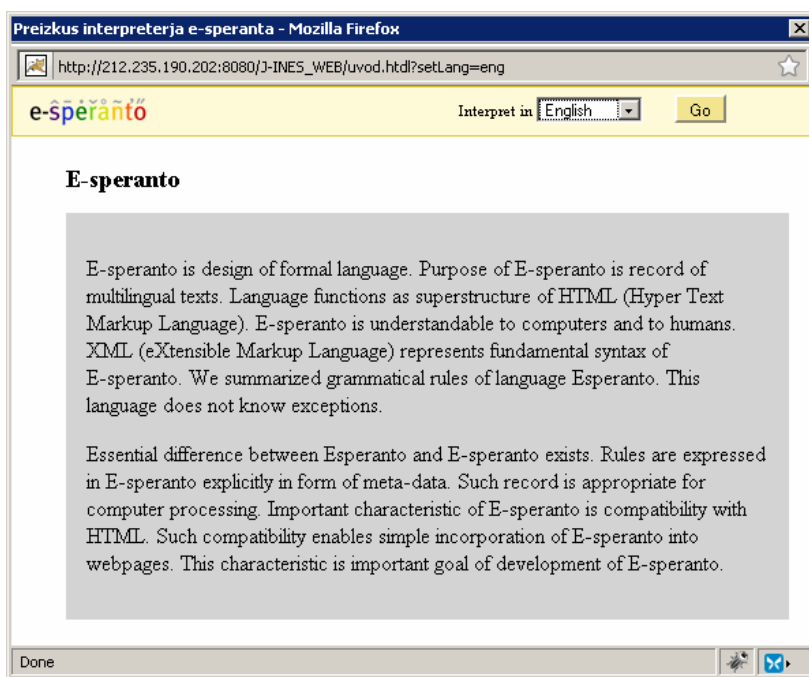 Preizkus interpreterja e-speranta - Mozilla Firefox
http://212.235.190.202:8080/J-INES_WEB/uvod.htdl?setLang=eng
Interpret in English Go
E-speranto
E-speranto is design of formal language. Purpose of E-speranto is record of
multilingual texts. Language functions as superstructure of HTML (Hyper Text
Markup Language). E-speranto is understandable to computers and to humans.
XML (eXtensible Markup Language) represents fundamental syntax of
E-speranto. We summarized grammatical rules of language Esperanto. This
language does not know exceptions.
Essential difference between Esperanto and E-speranto exists. Rules are expressed
in E-speranto explicitly in form of meta-data. Such record is appropriate for
computer processing. Important characteristic of E-speranto is compatibility with
HTML. Such compatibility enables simple incorporation of E-speranto into
webpages. This characteristic is important goal of development of E-speranto.
Done